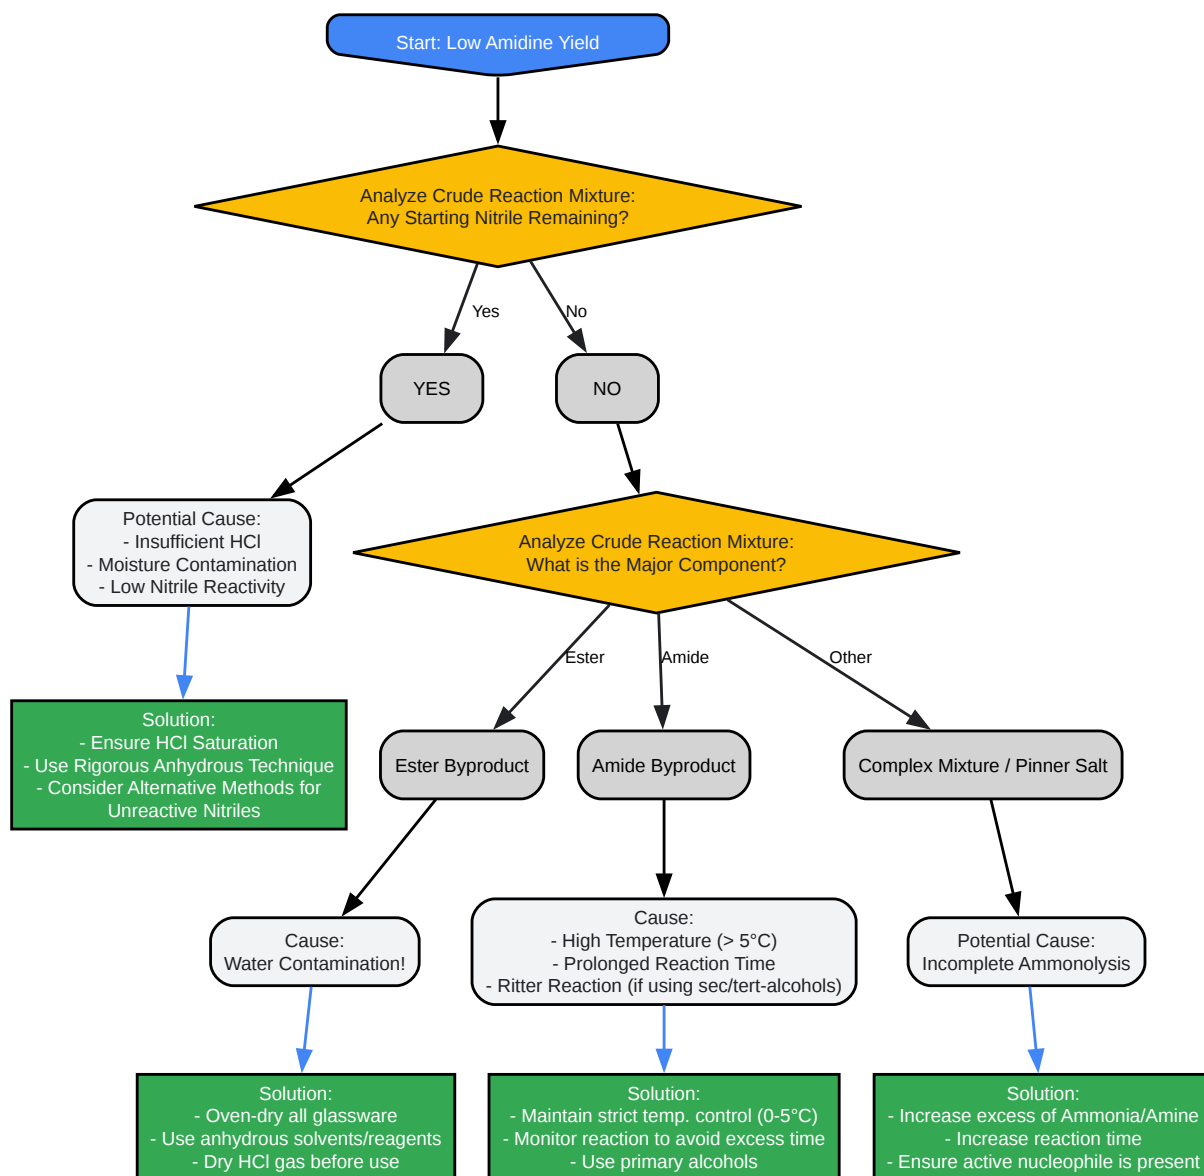 Start: Low Amidine Yield
Analyze Crude Reaction Mixture:
Any Starting Nitrile Remaining?
Yes
No
YES
NO
Potential Cause:
- Insufficient HCl
- Moisture Contamination
- Low Nitrile Reactivity
Analyze Crude Reaction Mixture:
What is the Major Component?
Ester
Amide
Other
Solution:
- Ensure HCl Saturation
- Use Rigorous Anhydrous Technique
- Consider Alternative Methods for
Unreactive Nitriles
Ester Byproduct
Amide Byproduct
Complex Mixture / Pinner Salt
Cause:
Water Contamination!
Cause:
- High Temperature (> 5°C)
- Prolonged Reaction Time
- Ritter Reaction (if using sec/tert-alcohols)
Potential Cause:
Incomplete Ammonolysis
Solution:
- Oven-dry all glassware
- Use anhydrous solvents/reagents
- Dry HCl gas before use
Solution:
- Maintain strict temp. control (0-5°C)
- Monitor reaction to avoid excess time
- Use primary alcohols
Solution:
- Increase excess of Ammonia/Amine
- Increase reaction time
- Ensure active nucleophile is present